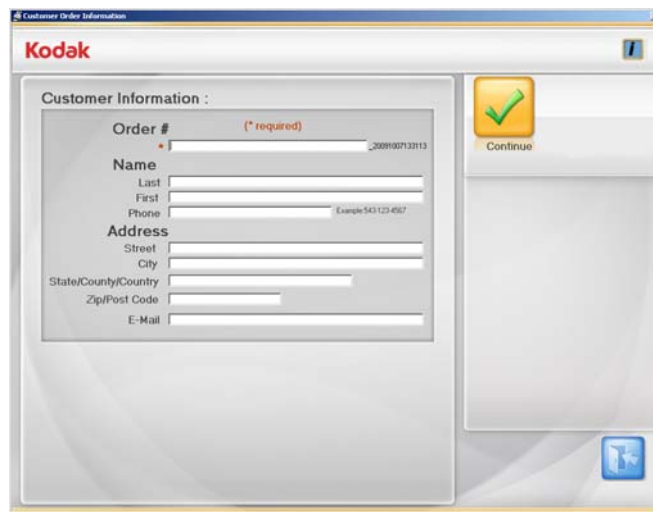 Customer Order Information
Kodak
i
Customer Information :
Order # (* required)
* _20091007133113
Name
Last
First
Phone Example:543-123-4567
Address
Street
City
State/County/Country
Zip/Post Code
E-Mail
Continue